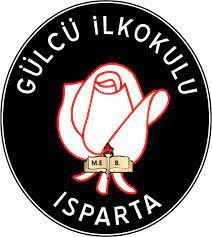 GÜLCÜ İLKOKULU
M.E B.
ISPARTA